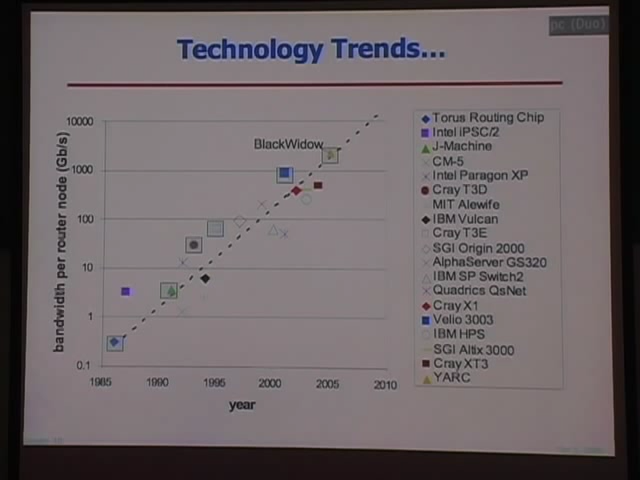 pc (Duo)
Technology Trends...
10000
1000
100
10
1
0.1
bandwidth per router node (Gb/s)
BlackWidow
1985
1990
1995
2000
2005
2010
year
Torus Routing Chip
Intel iPSC/2
J-Machine
CM-5
Intel Paragon XP
Cray T3D
MIT Alewife
IBM Vulcan
Cray T3E
SGI Origin 2000
AlphaServer GS320
IBM SP Switch2
Quadrics QsNet
Cray X1
Velio 3003
IBM HPS
SGI Altix 3000
Cray XT3
YARC